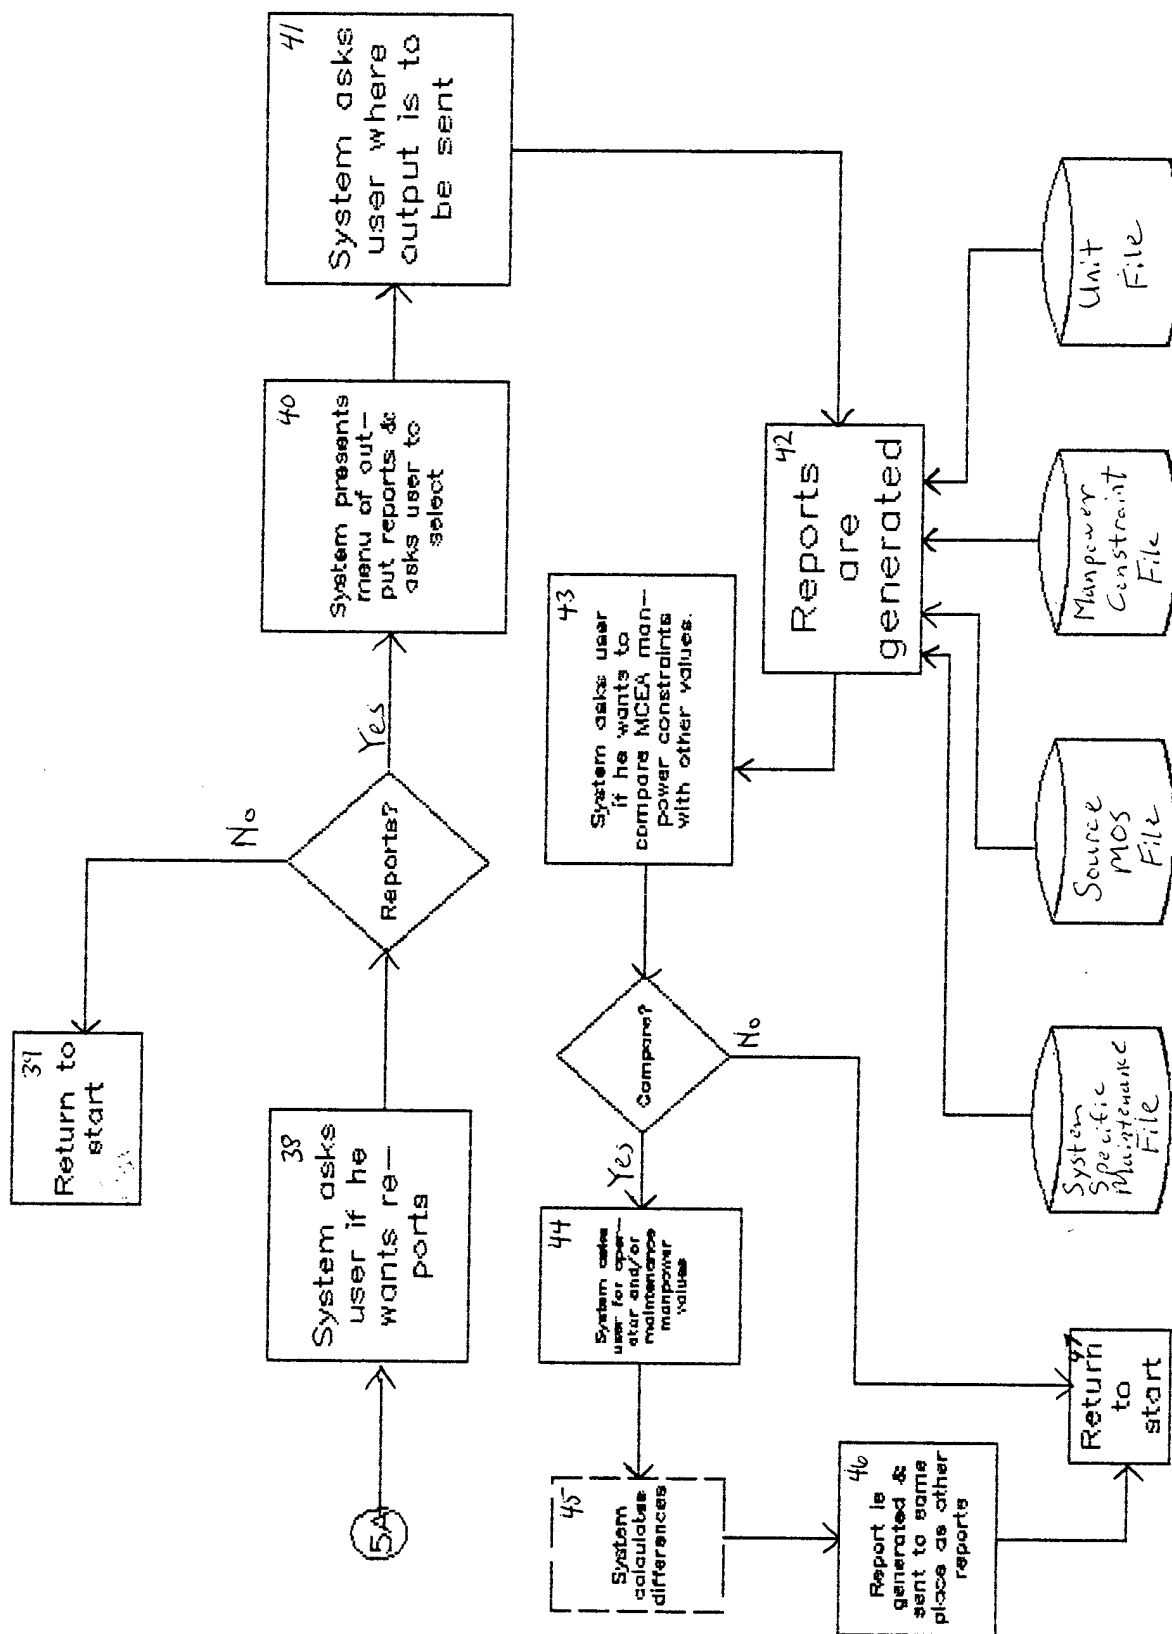 5A
38
System asks
user if he
wants re—
ports
Reports?
No
39
Return to
start
Yes
40
System presents
menu of out—
put reports &
asks user to
select
41
System asks
user where
output is to
be sent
42
Reports
are
generated
43
System asks user
if he wants to
compare MCEA man—
power constraints
with other values.
Compare?
Yes
No
44
System asks
user for oper—
ator and/or
maintenance
manpower
values
45
System
calculates
differences
46
Report is
generated &
sent to same
place as other
reports
47
Return
to
start
System
Specific
Maintenance
File
Source
MOS
File
Manpower
Constraint
File
Unit
File